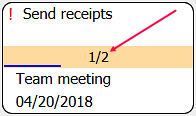 ! Send receipts
1/2
Team meeting
04/20/2018